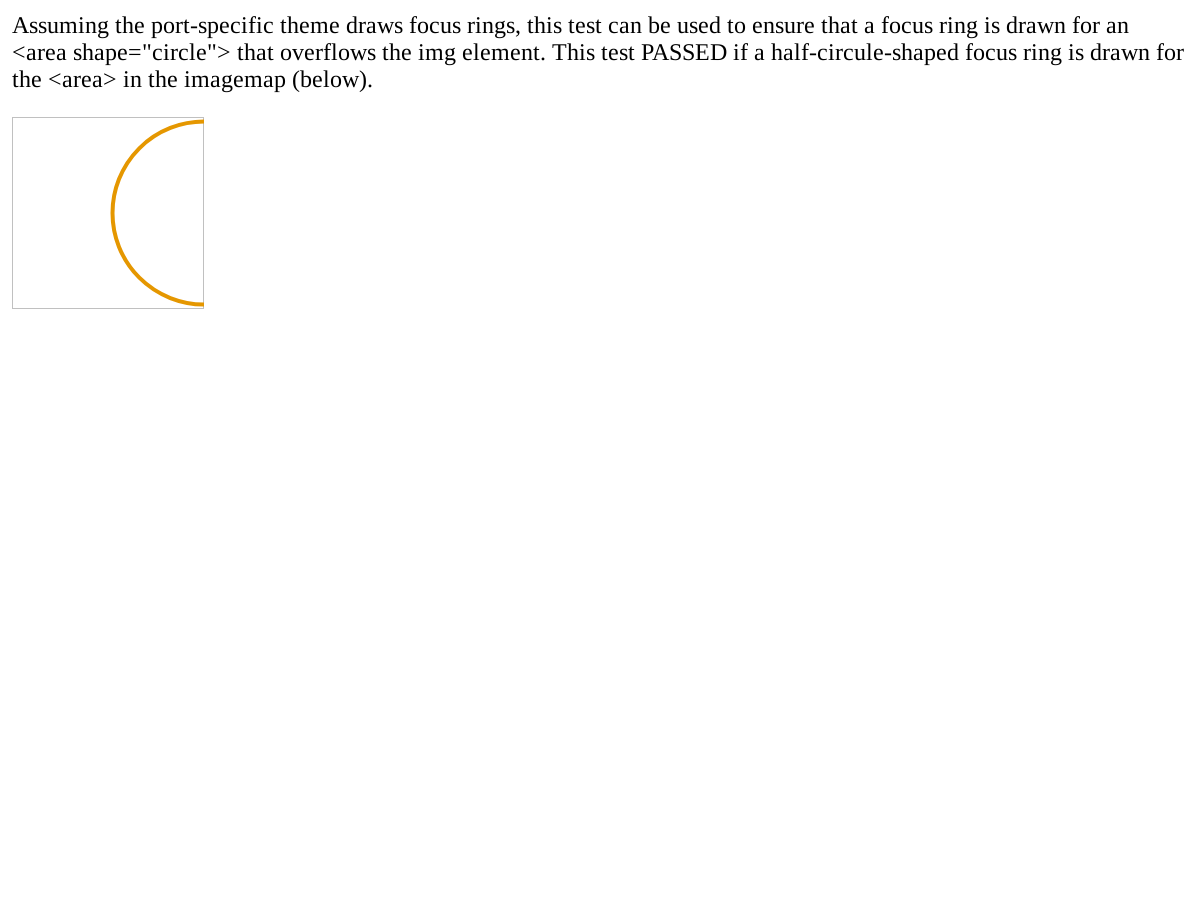 Assuming the port-specific theme draws focus rings, this test can be used to ensure that a focus ring is drawn for an
<area shape="circle"> that overflows the img element. This test PASSED if a half-circule-shaped focus ring is drawn for
the <area> in the imagemap (below).